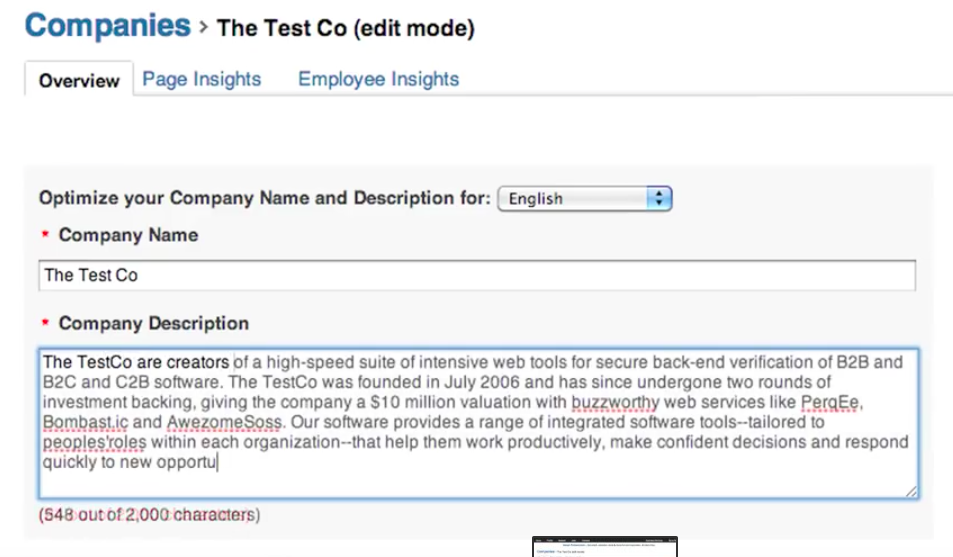 Companies > The Test Co (edit mode)
Overview Page Insights Employee Insights
Optimize your Company Name and Description for: English
* Company Name
The Test Co
* Company Description
The TestCo are creators of a high-speed suite of intensive web tools for secure back-end verification of B2B and
B2C and C2B software. The TestCo was founded in July 2006 and has since undergone two rounds of
investment backing, giving the company a $10 million valuation with buzzworthy web services like PerqEe,
Bombast.ic and AwezomeSoss. Our software provides a range of integrated software tools--tailored to
peoples'roles within each organization--that help them work productively, make confident decisions and respond
quickly to new opportu
(548 out of 2,000 characters)